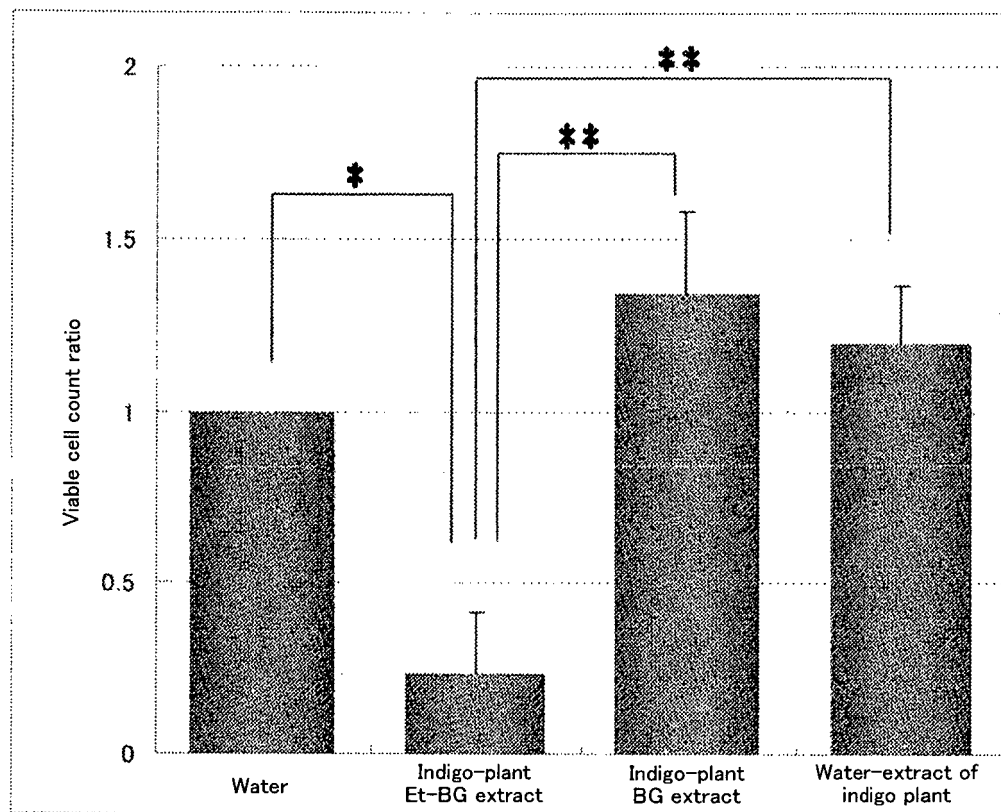 **
2
**
*
1.5
Viable cell count ratio
1
0.5
0
Water
Indigo-plant
Et-BG extract
Indigo-plant
BG extract
Water-extract of
indigo plant